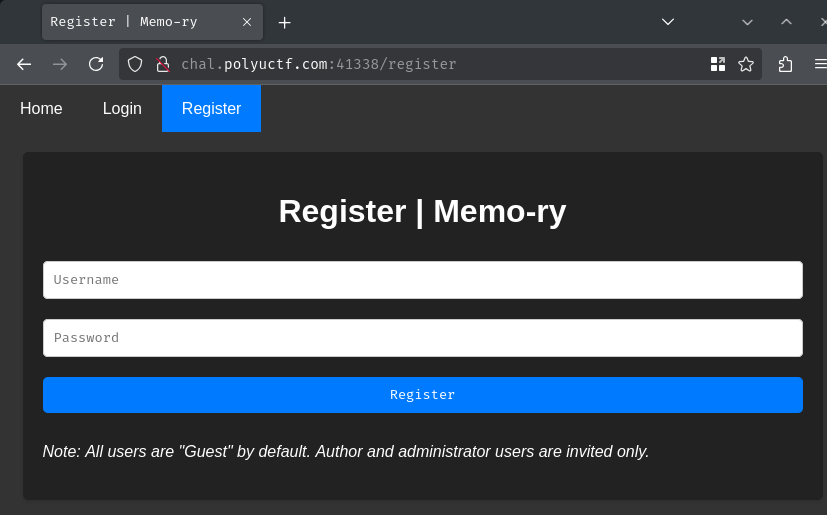 Register | Memo-ry
chal.polyuctf.com:41338/register
Home Login Register
Register | Memo-ry
Username
Password
Register
Note: All users are "Guest" by default. Author and administrator users are invited only.